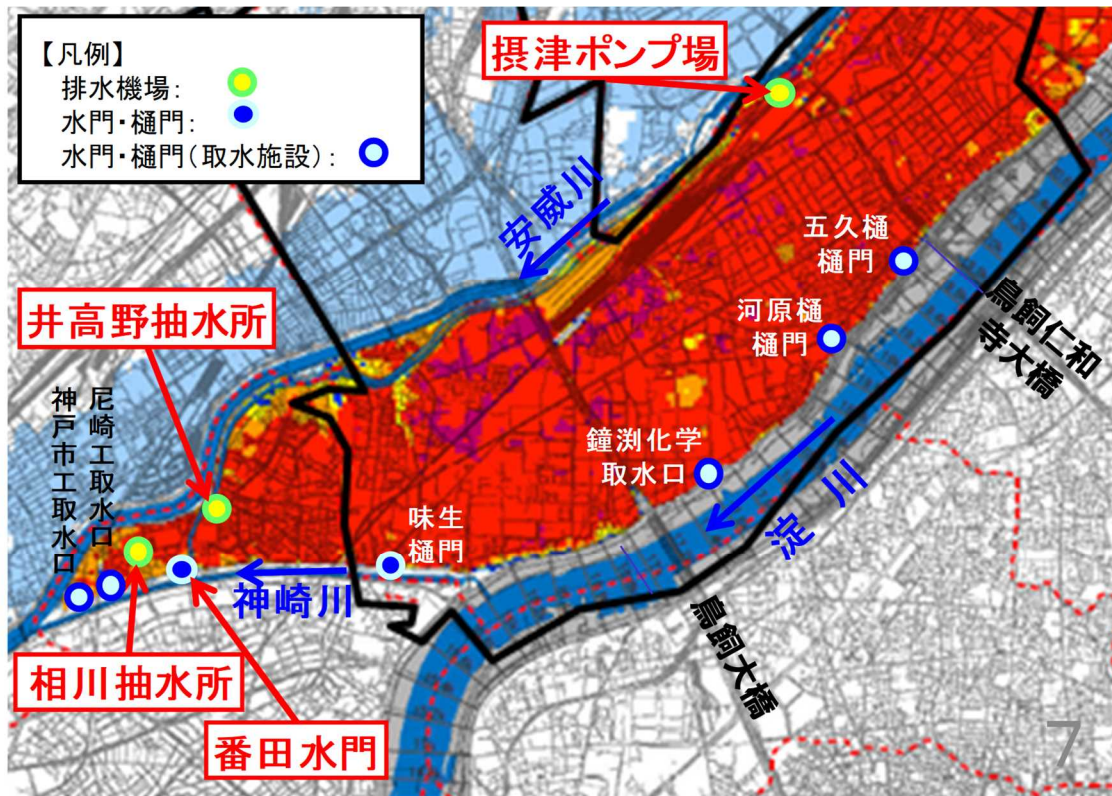 【凡例】
排水機場:
水門・樋門:
水門・樋門(取水施設):
摂津ポンプ場
安威川
五久樋
樋門
河原樋
樋門
鳥飼仁和
寺大橋
井高野抽水所
尼崎工取水口
神戸市工取水口
鐘渕化学
取水口
淀川
味生
樋門
神崎川
鳥飼大橋
相川抽水所
番田水門
7